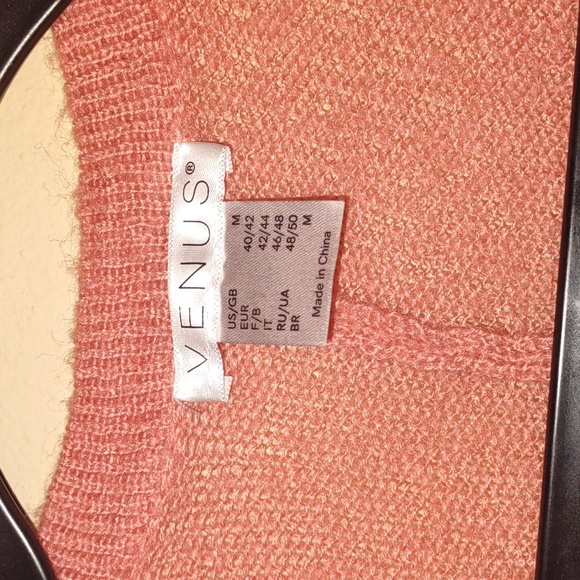 VENUS®
US/GB M
EUR 40/42
F/B 42/44
IT 46/48
RU/UA 48/50
BR M
Made in China